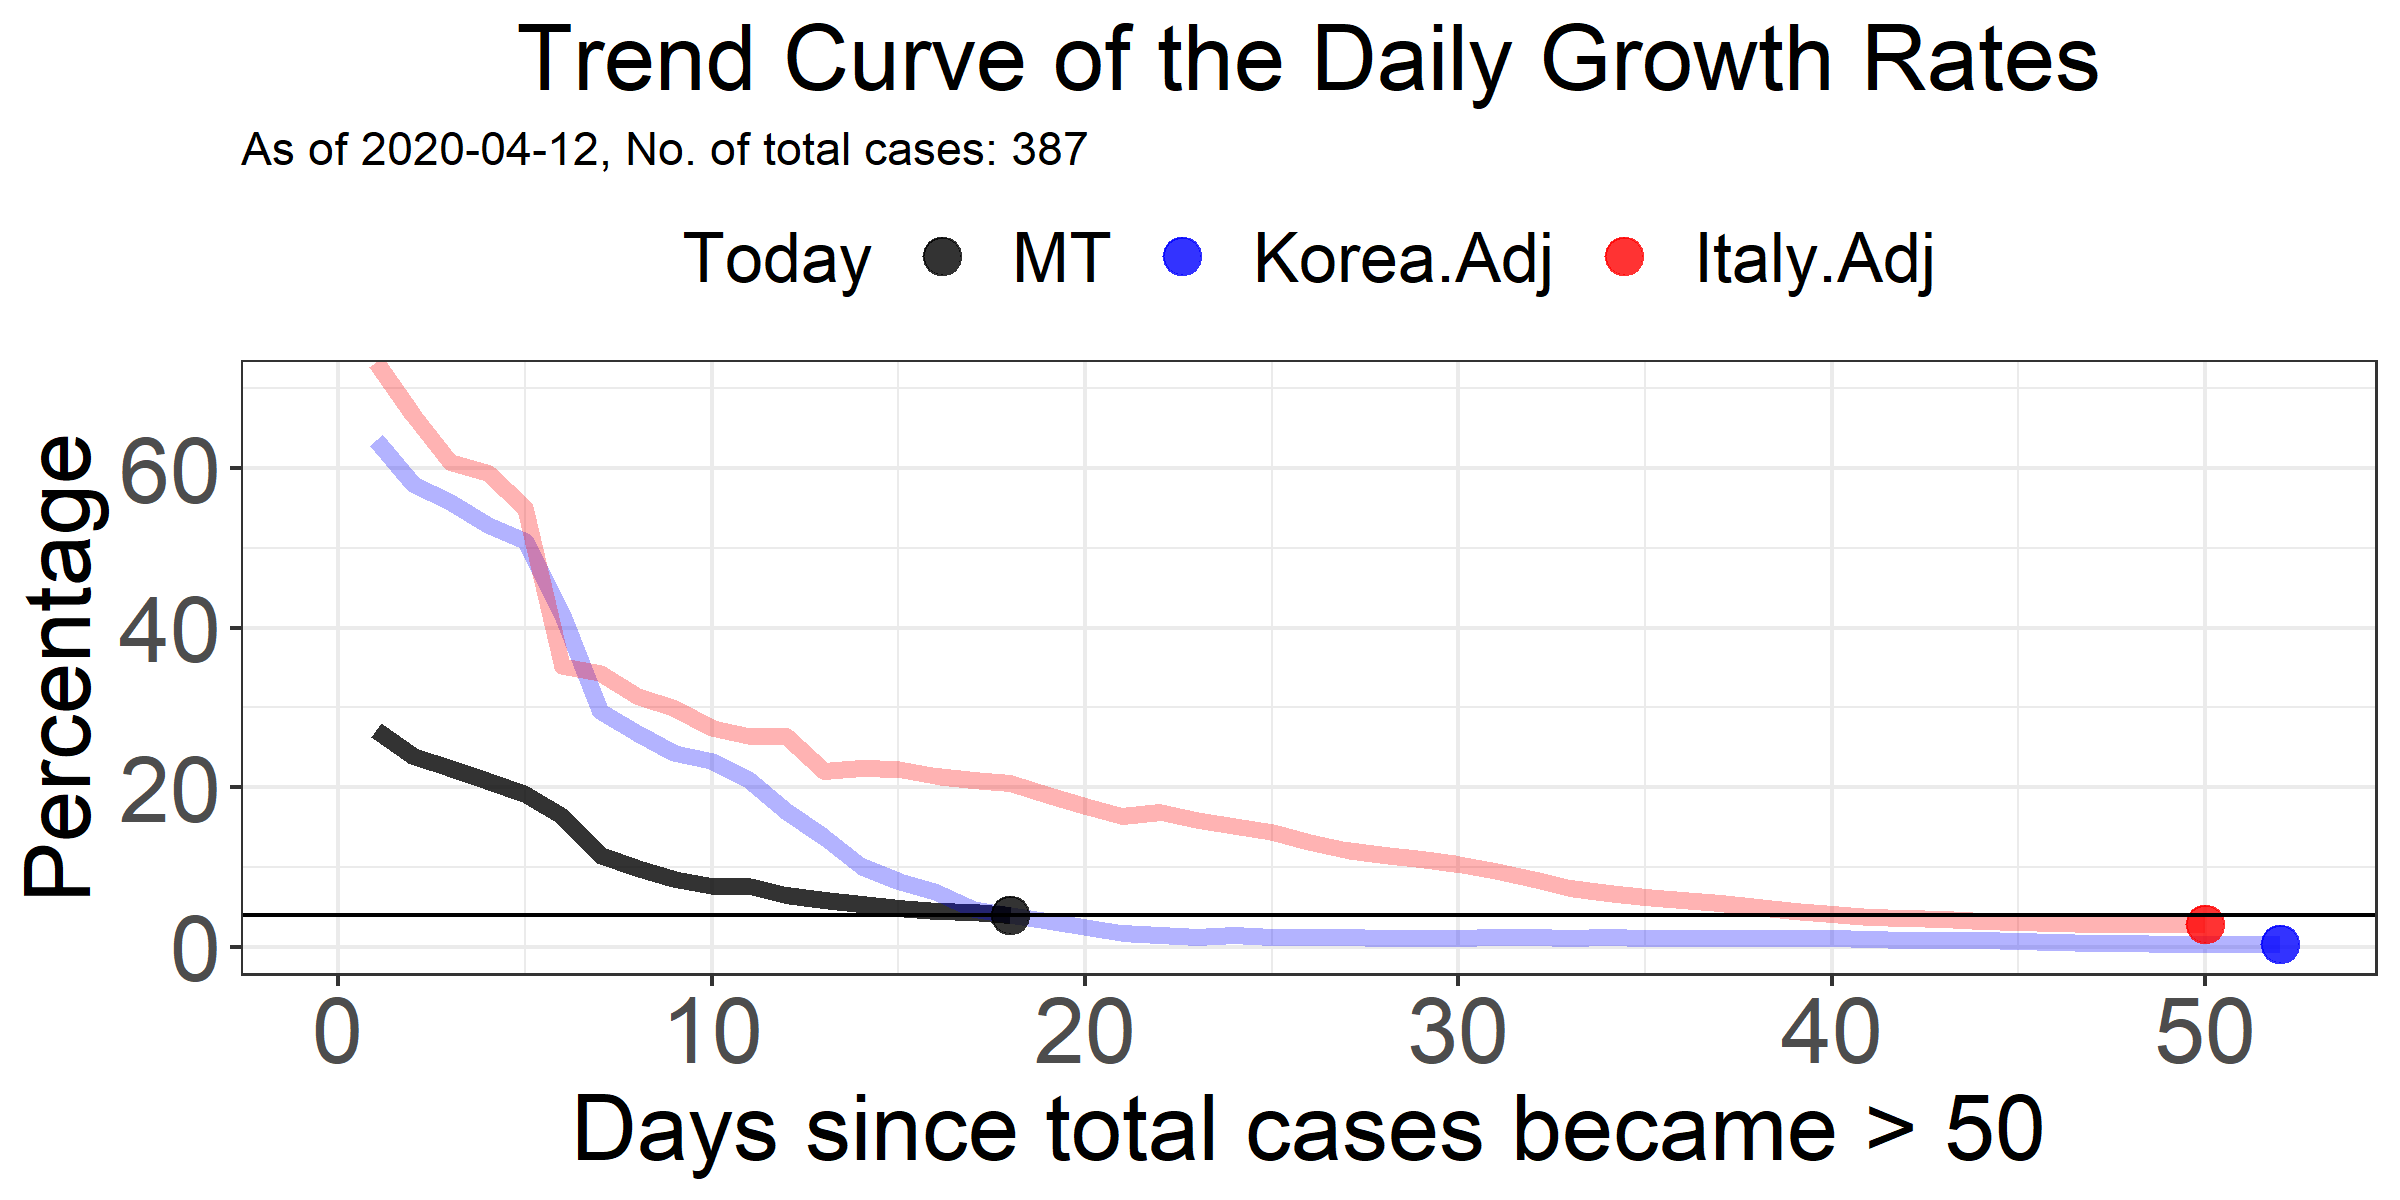 Trend Curve of the Daily Growth Rates
As of 2020-04-12, No. of total cases: 387
Today MT Korea.Adj Italy.Adj
Percentage
60
40
20
0
0 10 20 30 40 50
Days since total cases became > 50